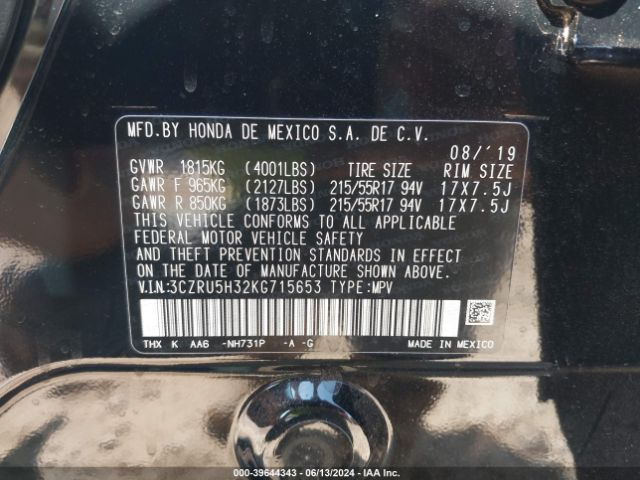 MFD.BY HONDA DE MEXICO S.A. DE C.V.
08/'19
GVWR 1815KG (4001LBS) TIRE SIZE RIM SIZE
GAWR F 965KG (2127LBS) 215/55R17 94V 17X7.5J
GAWR R 850KG (1873LBS) 215/55R17 94V 17X7.5J
THIS VEHICLE CONFORMS TO ALL APPLICABLE
FEDERAL MOTOR VEHICLE SAFETY
AND THEFT PREVENTION STANDARDS IN EFFECT
ON THE DATE OF MANUFACTURE SHOWN ABOVE.
V.I.N:3CZRU5H32KG715653 TYPE:MPV
THX K AA6 -NH731P -A -G MADE IN MEXICO
000-39644343 - 06/13/2024 - IAA Inc.